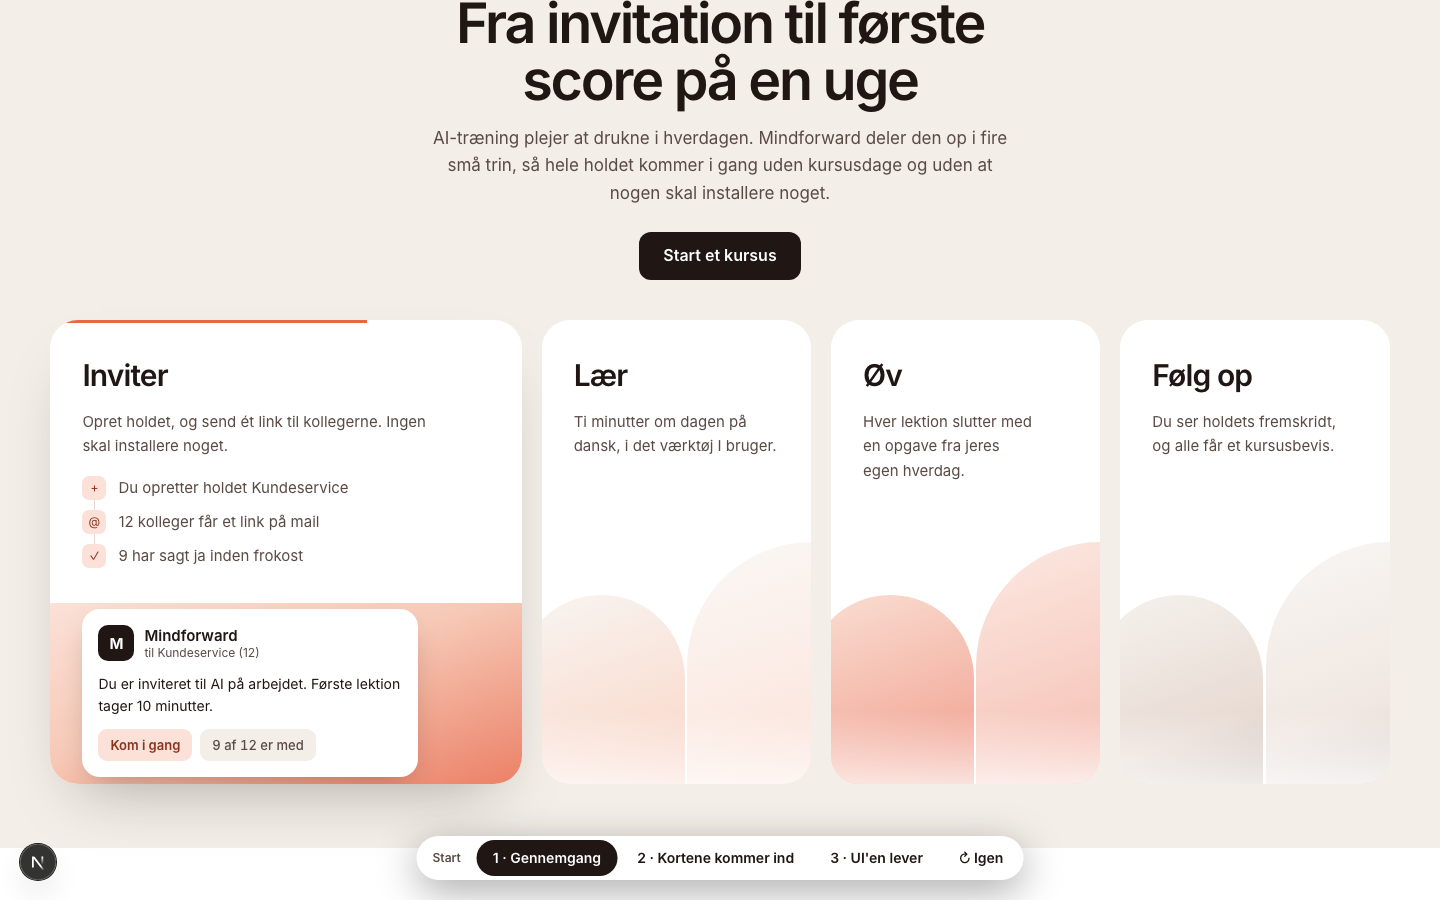 Fra invitation til første
score på en uge
AI-træning plejer at drukne i hverdagen. Mindforward deler den op i fire
små trin, så hele holdet kommer i gang uden kursusdage og uden at
nogen skal installere noget.
Start et kursus
Inviter
Opret holdet, og send ét link til kollegerne. Ingen
skal installere noget.
+ Du opretter holdet Kundeservice
@ 12 kolleger får et link på mail
✓ 9 har sagt ja inden frokost
M
Mindforward
til Kundeservice (12)
Du er inviteret til AI på arbejdet. Første lektion
tager 10 minutter.
Kom i gang
9 af 12 er med
Lær
Ti minutter om dagen på
dansk, i det værktøj I bruger.
Øv
Hver lektion slutter med
en opgave fra jeres
egen hverdag.
Følg op
Du ser holdets fremskridt,
og alle får et kursusbevis.
N
Start
1 · Gennemgang
2 · Kortene kommer ind
3 · UI'en lever
↻ Igen